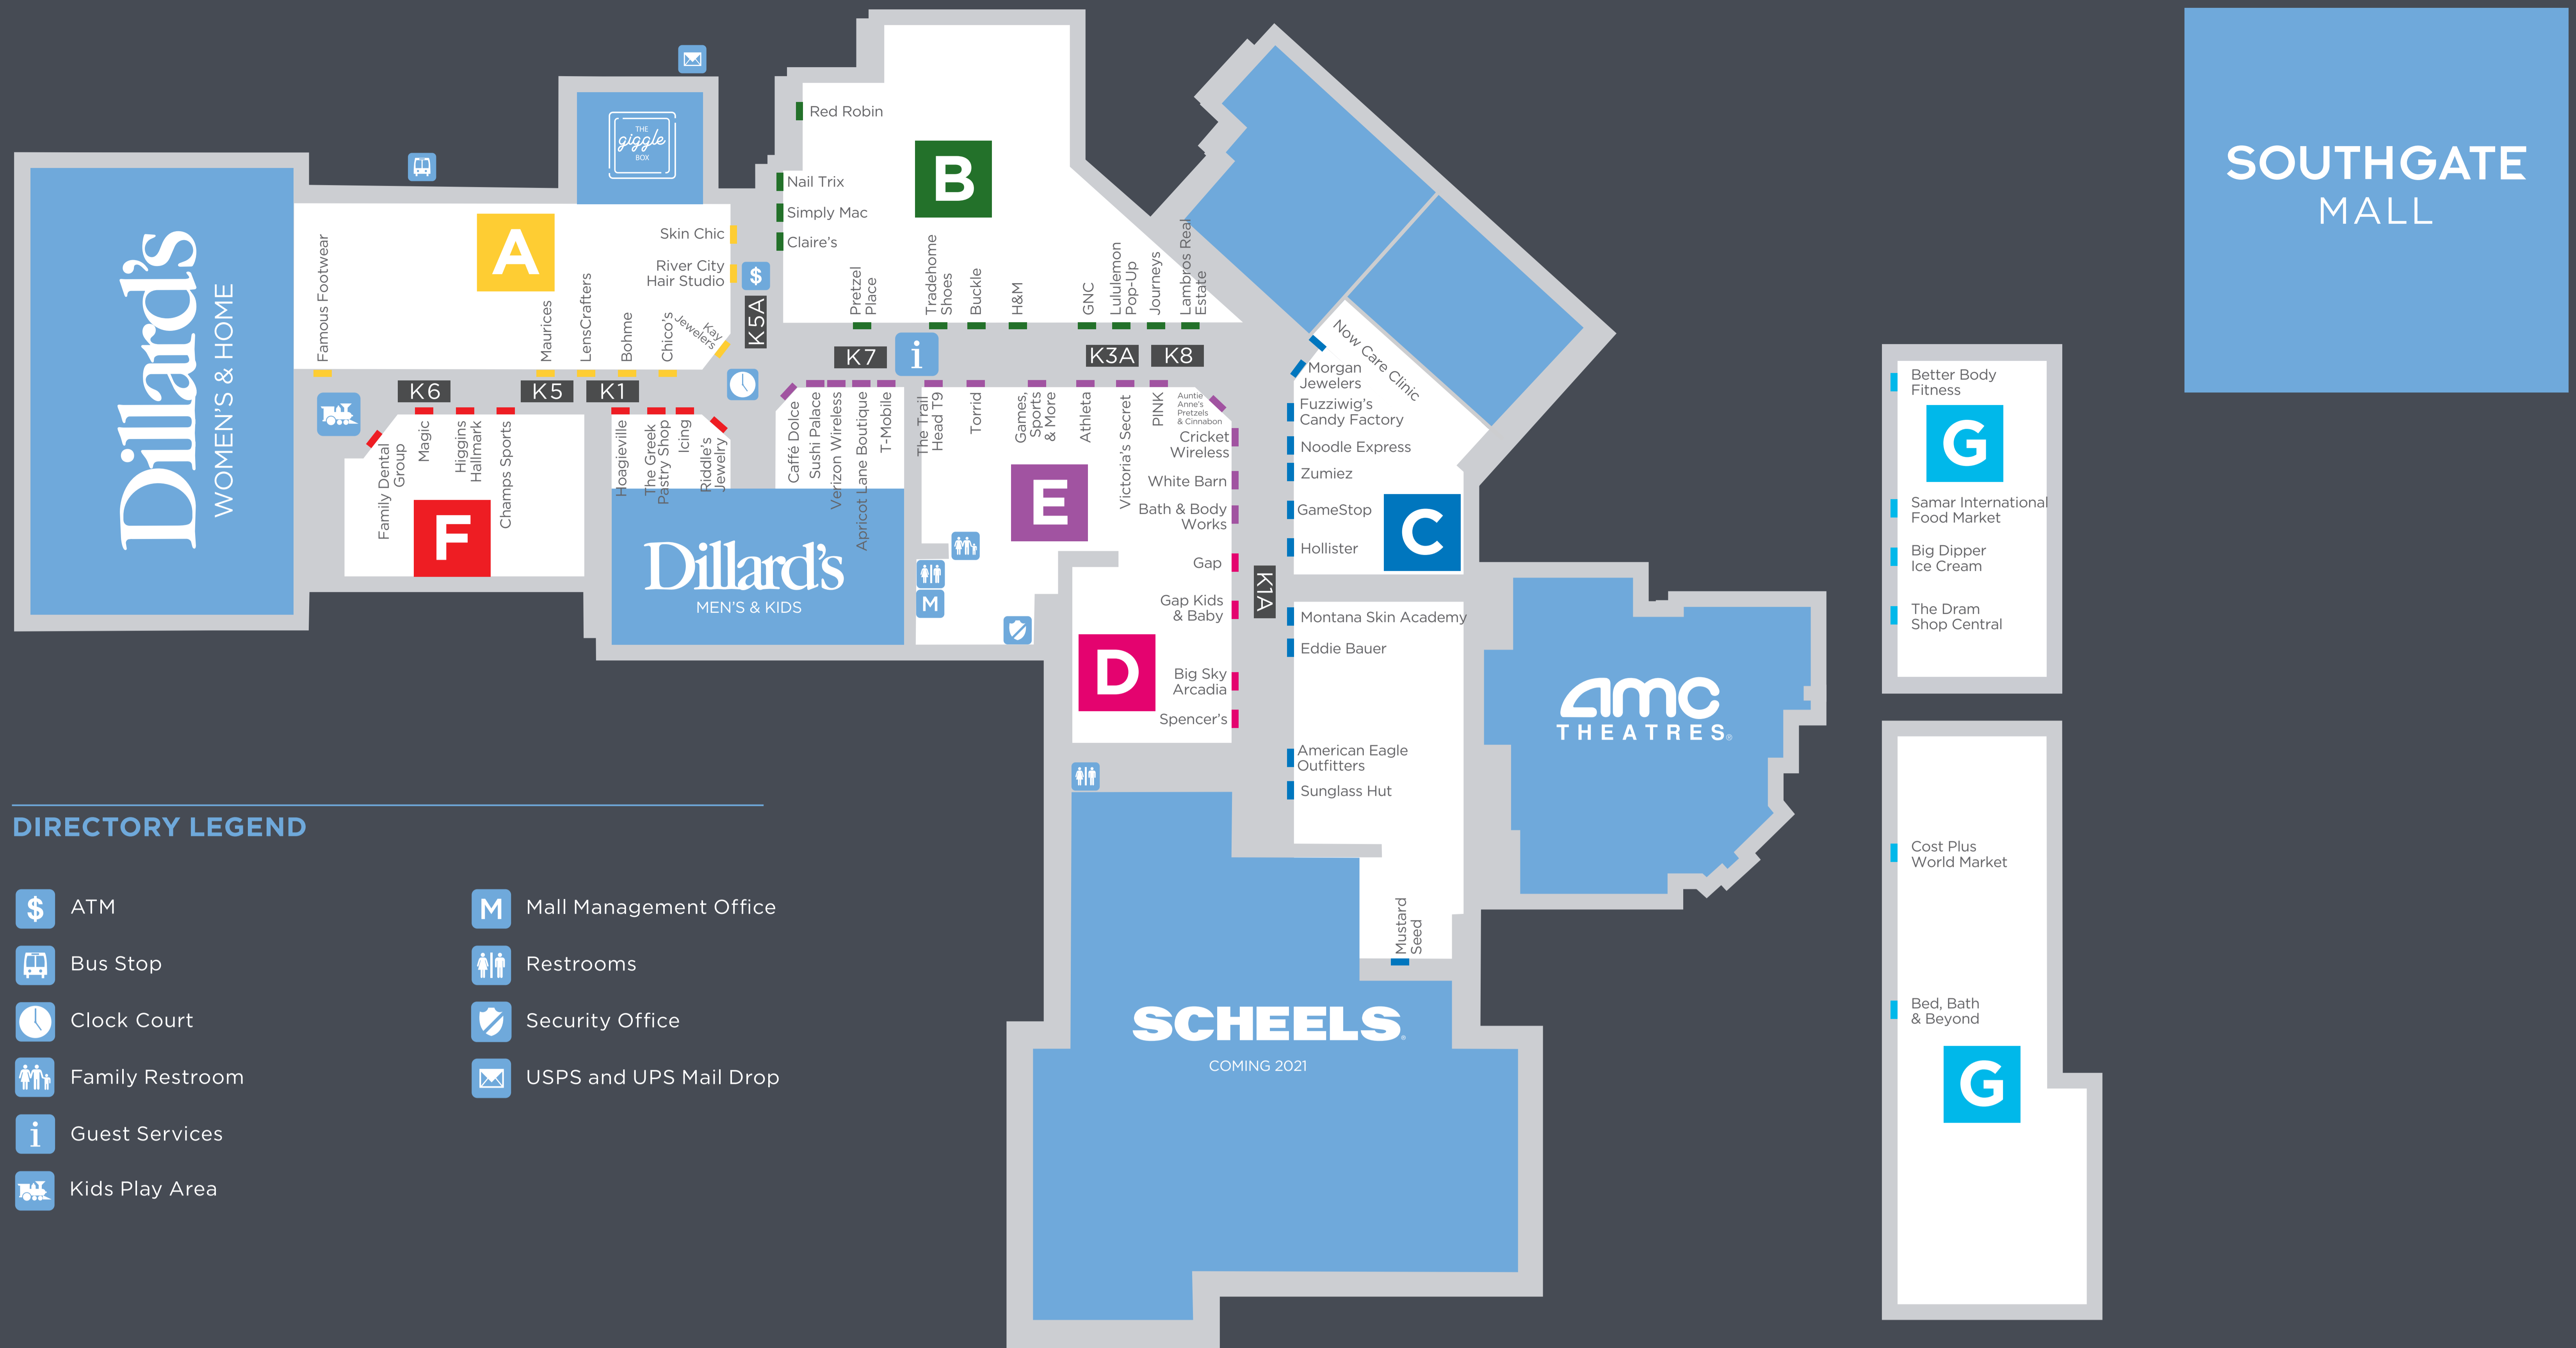 SOUTHGATE
MALL
Dillard's
WOMEN'S & HOME
THE
giggle
BOX
A
Famous Footwear
Maurices
LensCrafters
Bohme
Chico's
Kay
Jewelers
Skin Chic
River City
Hair Studio
$
K5A
K6
K5
K1
B
Red Robin
Nail Trix
Simply Mac
Claire's
Pretzel
Place
Tradehome
Shoes
Buckle
H&M
GNC
Lululemon
Pop-Up
Journeys
Lambros Real
Estate
K7
i
K3A
K8
F
Family Dental
Group
Magic
Higgins
Hallmark
Champs Sports
Hoagieville
The Greek
Pastry Shop
Icing
Riddle's
Jewelry
Dillard's
MEN'S & KIDS
E
Caffé Dolce
Sushi Palace
Verizon Wireless
Apricot Lane Boutique
T-Mobile
The Trail
Head T9
Torrid
Games,
Sports
& More
Athleta
Victoria's Secret
PINK
Auntie
Anne's
Pretzels
& Cinnabon
Cricket
Wireless
White Barn
Bath & Body
Works
M
D
Gap
Gap Kids
& Baby
Big Sky
Arcadia
Spencer's
K1A
C
Now Care Clinic
Morgan
Jewelers
Fuzziwig's
Candy Factory
Noodle Express
Zumiez
GameStop
Hollister
Montana Skin Academy
Eddie Bauer
American Eagle
Outfitters
Sunglass Hut
Mustard
Seed
amc
THEATRES®
SCHEELS®
COMING 2021
Better Body
Fitness
G
Samar International
Food Market
Big Dipper
Ice Cream
The Dram
Shop Central
Cost Plus
World Market
Bed, Bath
& Beyond
G
DIRECTORY LEGEND
$ ATM
Bus Stop
Clock Court
Family Restroom
i Guest Services
Kids Play Area
M Mall Management Office
Restrooms
Security Office
USPS and UPS Mail Drop